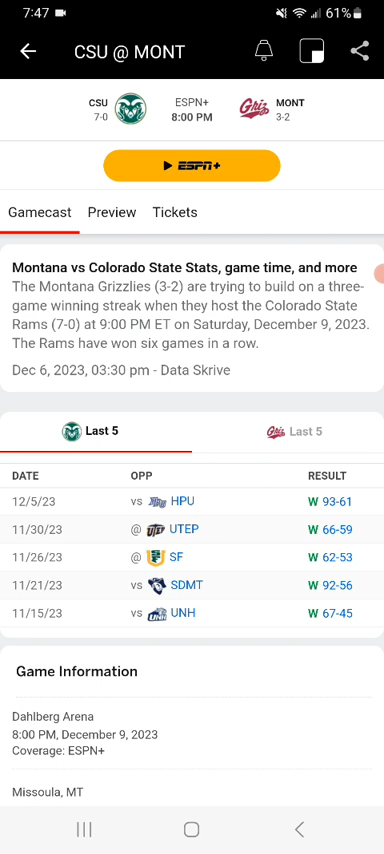 7:47 61%
CSU @ MONT
CSU
7-0
ESPN+
8:00 PM
MONT
3-2
ESPN+
Gamecast Preview Tickets
Montana vs Colorado State Stats, game time, and more
The Montana Grizzlies (3-2) are trying to build on a three-
game winning streak when they host the Colorado State
Rams (7-0) at 9:00 PM ET on Saturday, December 9, 2023.
The Rams have won six games in a row.
Dec 6, 2023, 03:30 pm - Data Skrive
Last 5 Griz Last 5
DATE OPP RESULT
12/5/23 vs HPU W 93-61
11/30/23 @ UTEP W 66-59
11/26/23 @ SF W 62-53
11/21/23 vs SDMT W 92-56
11/15/23 vs UNH W 67-45
Game Information
Dahlberg Arena
8:00 PM, December 9, 2023
Coverage: ESPN+
Missoula, MT